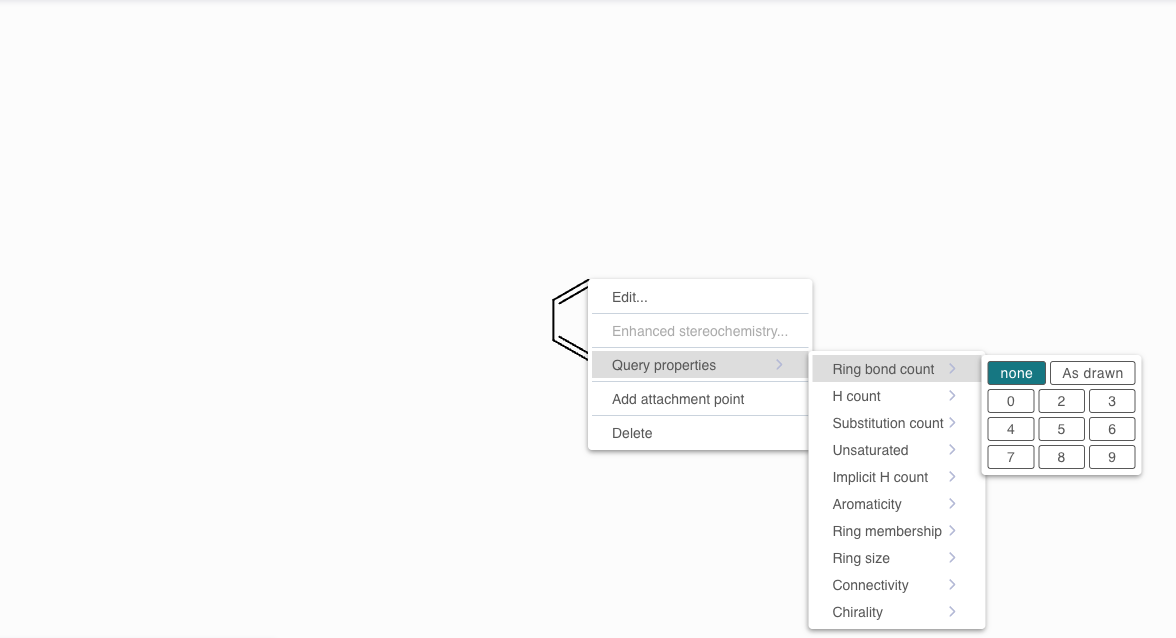 Edit...
Enhanced stereochemistry...
Query properties
Add attachment point
Delete
Ring bond count
H count
Substitution count
Unsaturated
Implicit H count
Aromaticity
Ring membership
Ring size
Connectivity
Chirality
none As drawn
0 2 3
4 5 6
7 8 9